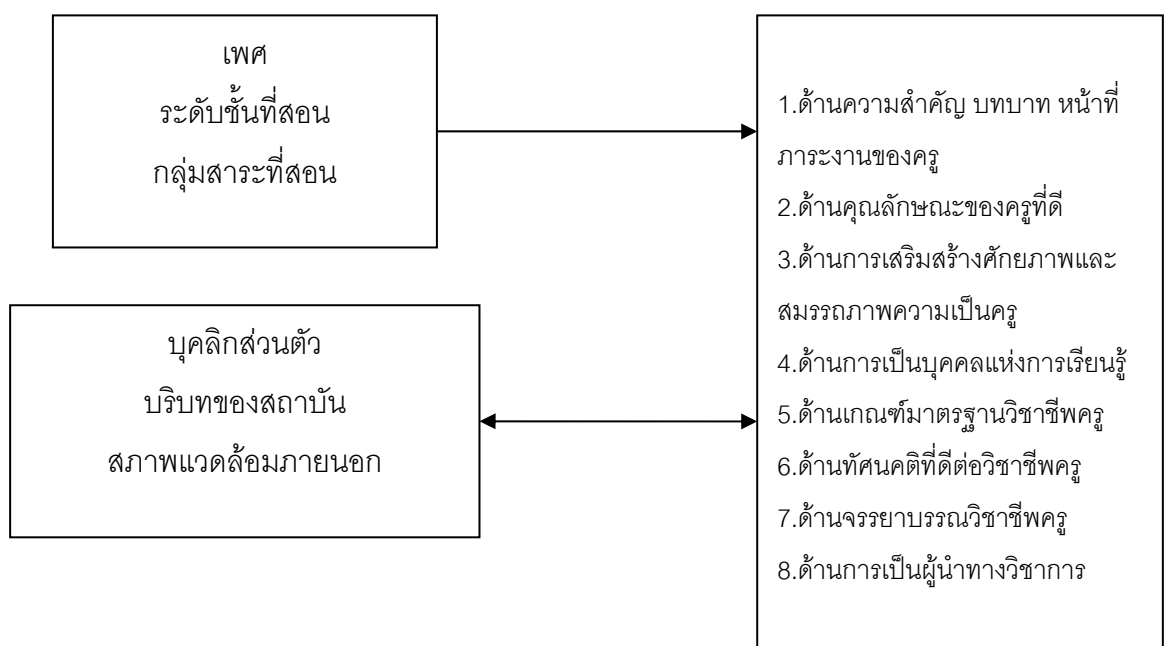 เพศ
ระดับชั้นที่สอน
กลุ่มสาระที่สอน
บุคลิกส่วนตัว
บริบทของสถาบัน
สภาพแวดล้อมภายนอก
1.ด้านความสำคัญ บทบาท หน้าที่
ภาระงานของครู
2.ด้านคุณลักษณะของครูที่ดี
3.ด้านการเสริมสร้างศักยภาพและ
สมรรถภาพความเป็นครู
4.ด้านการเป็นบุคคลแห่งการเรียนรู้
5.ด้านเกณฑ์มาตรฐานวิชาชีพครู
6.ด้านทัศนคติที่ดีต่อวิชาชีพครู
7.ด้านจรรยาบรรณวิชาชีพครู
8.ด้านการเป็นผู้นำทางวิชาการ